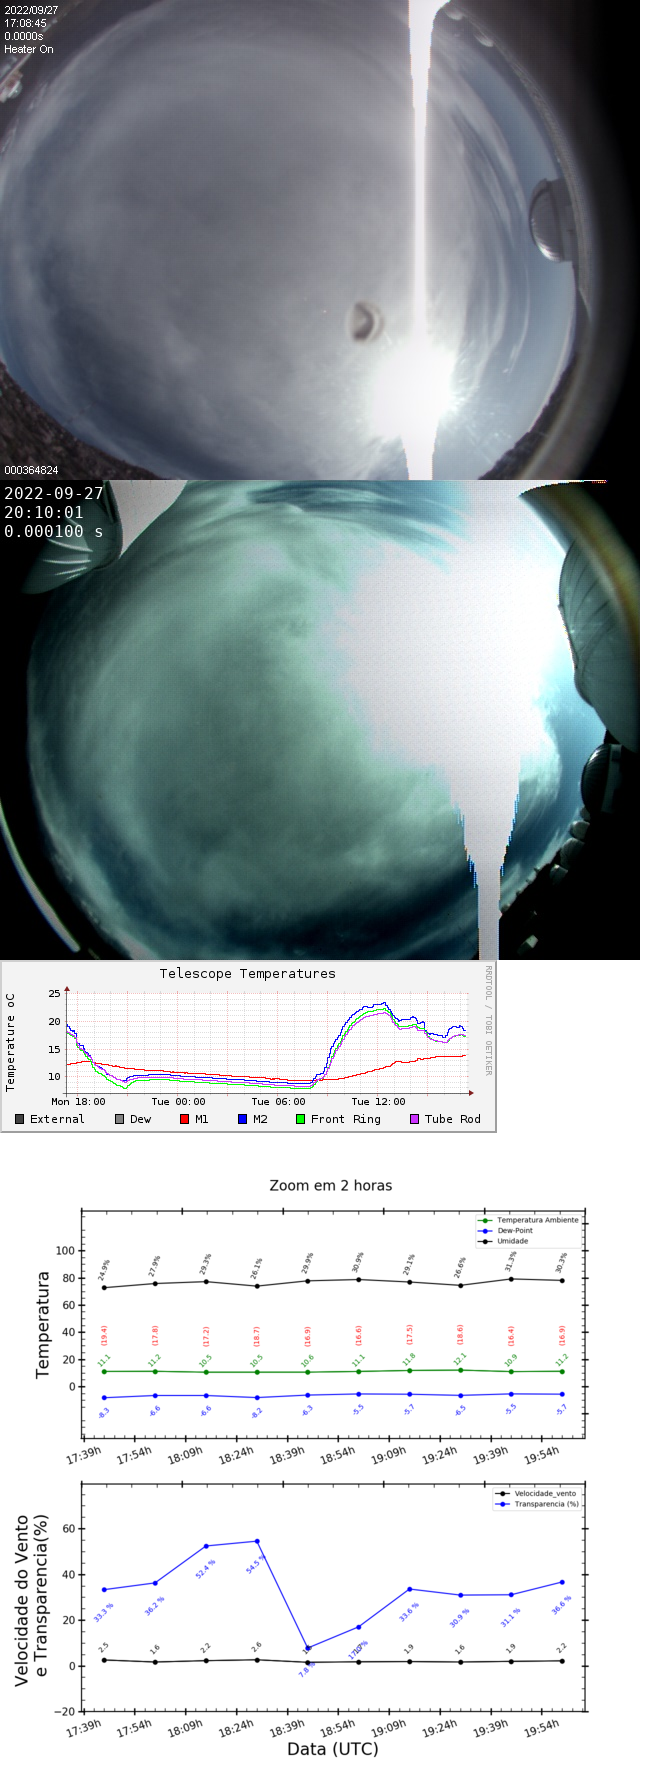 2022/09/27
17:08:45
0.0000s
Heater On
000364824
2022-09-27
20:10:01
0.000100 s
Telescope Temperatures
Temperature oC
25
20
15
10
Mon 18:00 Tue 00:00 Tue 06:00 Tue 12:00
External Dew M1 M2 Front Ring Tube Rod
RRDTOOL / TOBI OETIKER
Zoom em 2 horas
Temperatura Ambiente
Dew-Point
Umidade
Temperatura
100
80
60
40
20
0
24.9% 27.9% 29.3% 26.1% 29.9% 30.9% 29.1% 26.6% 31.3% 30.3%
(19.4) (17.8) (17.2) (18.7) (16.9) (16.6) (17.5) (18.6) (16.4) (16.9)
11.1 11.2 10.5 10.5 10.6 11.1 11.8 12.1 10.9 11.2
-8.3 -6.6 -6.6 -8.2 -6.3 -5.5 -5.7 -6.5 -5.5 -5.7
17:39h 17:54h 18:09h 18:24h 18:39h 18:54h 19:09h 19:24h 19:39h 19:54h
Velocidade_vento
Transparencia (%)
Velocidade do Vento
e Transparencia(%)
60
40
20
0
−20
33.3 % 36.2 % 52.4 % 54.5 % 7.8 % 33.6 % 30.9 % 31.1 % 36.6 %
2.5 1.6 2.2 2.6 1.9 1.6 1.9 2.2
17:39h 17:54h 18:09h 18:24h 18:39h 18:54h 19:09h 19:24h 19:39h 19:54h
Data (UTC)